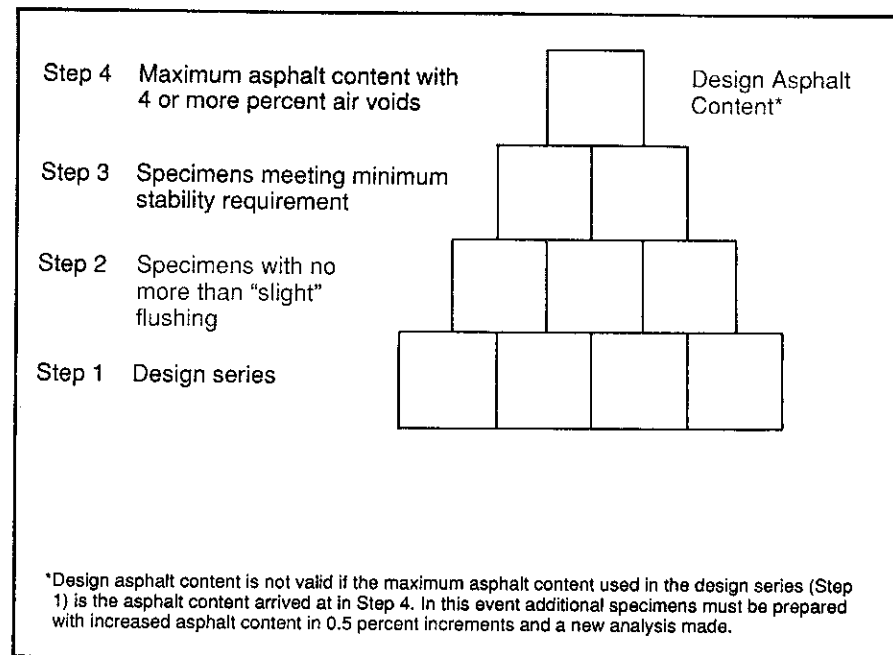 Step 4 Maximum asphalt content with
4 or more percent air voids
Design Asphalt
Content*
Step 3 Specimens meeting minimum
stability requirement
Step 2 Specimens with no
more than “slight”
flushing
Step 1 Design series
*Design asphalt content is not valid if the maximum asphalt content used in the design series (Step
1) is the asphalt content arrived at in Step 4. In this event additional specimens must be prepared
with increased asphalt content in 0.5 percent increments and a new analysis made.